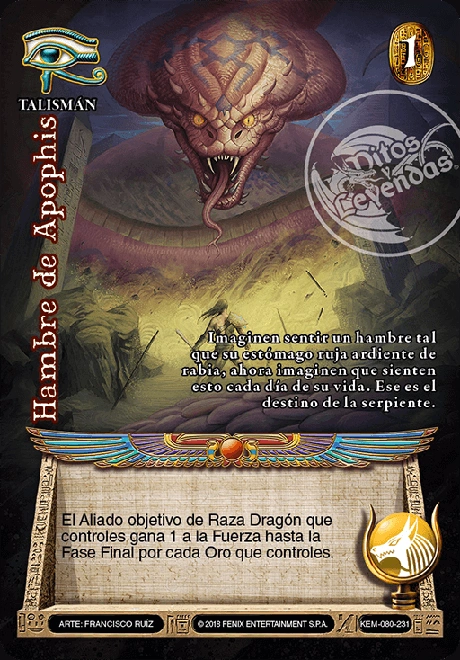 1
TALISMÁN
Mitos
y
Leyendas
Hambre de Apophis
Imaginen sentir un hambre tal
que su estómago ruja ardiente de
rabia, ahora imaginen que sienten
esto cada día de su vida. Ese es el
destino de la serpiente.
El Aliado objetivo de Raza Dragón que
controles gana 1 a la Fuerza hasta la
Fase Final por cada Oro que controles.
ARTE: FRANCISCO RUÍZ
© 2018 FENIX ENTERTAINMENT S.P.A.
KEM-080-231